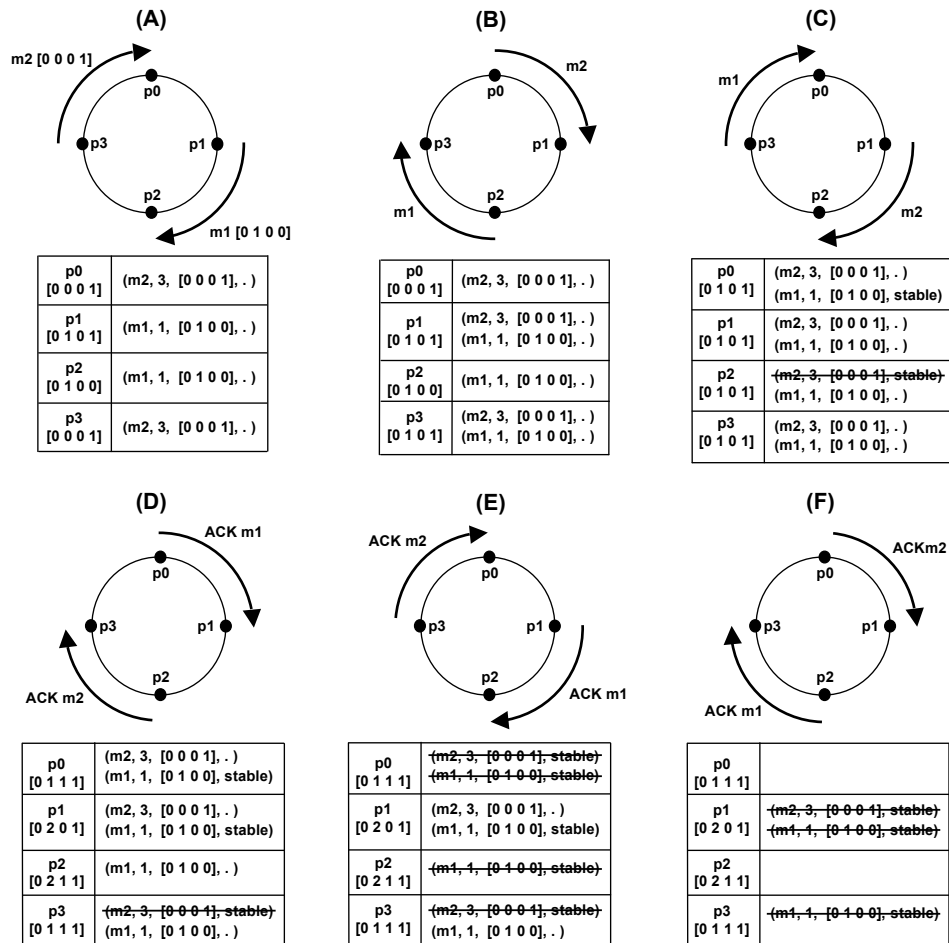 (A)
m2 [0 0 0 1]
p0
p3
p1
p2
m1 [0 1 0 0]
p0
[0 0 0 1]
(m2, 3, [0 0 0 1], . )
p1
[0 1 0 1]
(m1, 1, [0 1 0 0], . )
p2
[0 1 0 0]
(m1, 1, [0 1 0 0], . )
p3
[0 0 0 1]
(m2, 3, [0 0 0 1], . )
(B)
m2
p0
p3
p1
p2
m1
p0
[0 0 0 1]
(m2, 3, [0 0 0 1], . )
p1
[0 1 0 1]
(m2, 3, [0 0 0 1], . )
(m1, 1, [0 1 0 0], . )
p2
[0 1 0 0]
(m1, 1, [0 1 0 0], . )
p3
[0 1 0 1]
(m2, 3, [0 0 0 1], . )
(m1, 1, [0 1 0 0], . )
(C)
m1
p0
p3
p1
p2
m2
p0
[0 1 0 1]
(m2, 3, [0 0 0 1], . )
(m1, 1, [0 1 0 0], stable)
p1
[0 1 0 1]
(m2, 3, [0 0 0 1], . )
(m1, 1, [0 1 0 0], . )
p2
[0 1 0 1]
(m2, 3, [0 0 0 1], stable)
(m1, 1, [0 1 0 0], . )
p3
[0 1 0 1]
(m2, 3, [0 0 0 1], . )
(m1, 1, [0 1 0 0], . )
(D)
ACK m1
p0
p3
p1
p2
ACK m2
p0
[0 1 1 1]
(m2, 3, [0 0 0 1], . )
(m1, 1, [0 1 0 0], stable)
p1
[0 2 0 1]
(m2, 3, [0 0 0 1], . )
(m1, 1, [0 1 0 0], stable)
p2
[0 2 1 1]
(m1, 1, [0 1 0 0], . )
p3
[0 1 1 1]
(m2, 3, [0 0 0 1], stable)
(m1, 1, [0 1 0 0], . )
(E)
ACK m2
p0
p3
p1
p2
ACK m1
p0
[0 1 1 1]
(m2, 3, [0 0 0 1], stable)
(m1, 1, [0 1 0 0], stable)
p1
[0 2 0 1]
(m2, 3, [0 0 0 1], . )
(m1, 1, [0 1 0 0], stable)
p2
[0 2 1 1]
(m1, 1, [0 1 0 0], stable)
p3
[0 1 1 1]
(m2, 3, [0 0 0 1], stable)
(m1, 1, [0 1 0 0], . )
(F)
ACKm2
p0
p3
p1
p2
ACK m1
p0
[0 1 1 1]
p1
[0 2 0 1]
(m2, 3, [0 0 0 1], stable)
(m1, 1, [0 1 0 0], stable)
p2
[0 2 1 1]
p3
[0 1 1 1]
(m1, 1, [0 1 0 0], stable)